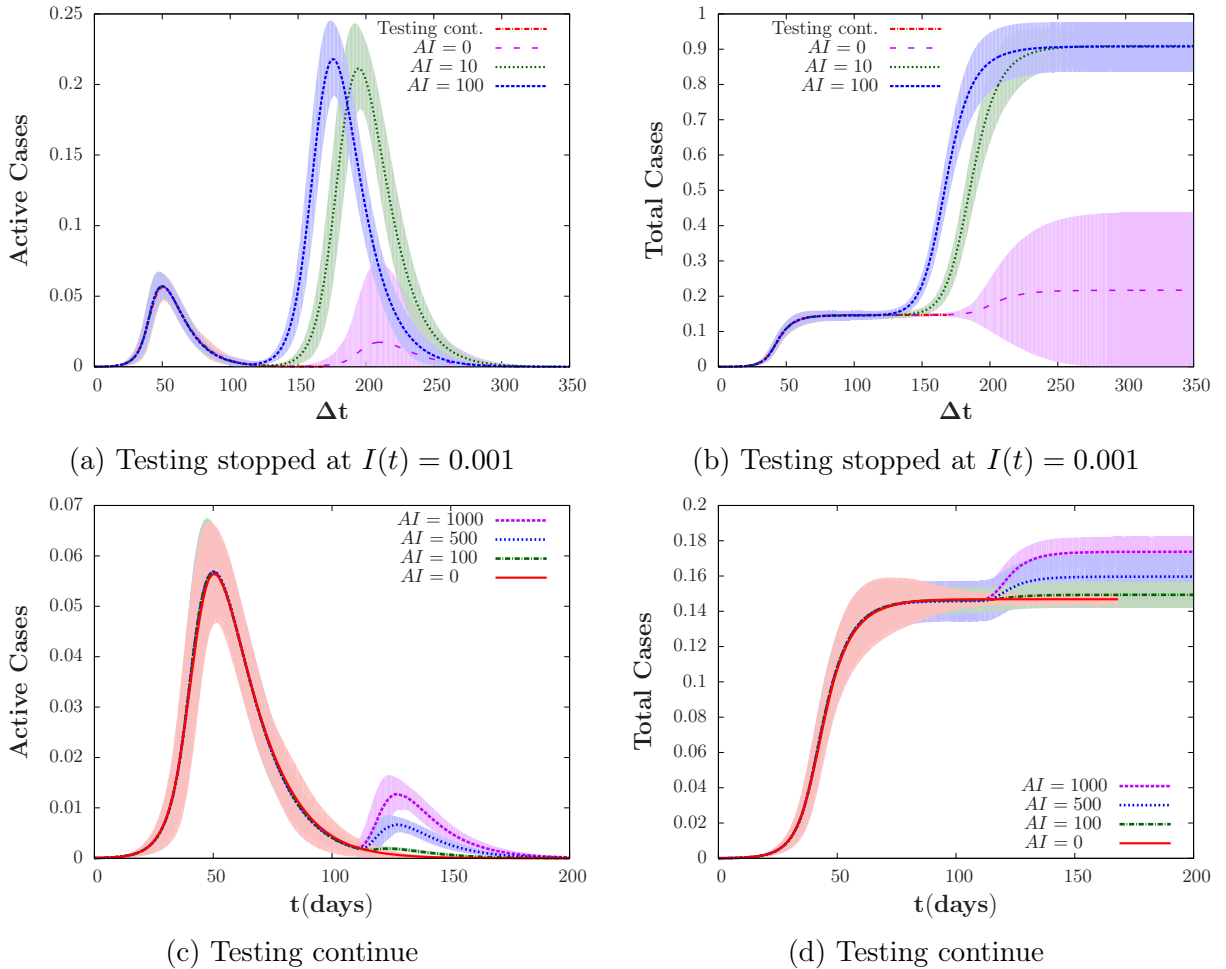 0.25
0.2
0.15
0.1
0.05
0
Active Cases
0 50 100 150 200 250 300 350
Δt
Testing cont.
AI = 0
AI = 10
AI = 100
(a) Testing stopped at I(t) = 0.001
1
0.9
0.8
0.7
0.6
0.5
0.4
0.3
0.2
0.1
0
Total Cases
0 50 100 150 200 250 300 350
Δt
Testing cont.
AI = 0
AI = 10
AI = 100
(b) Testing stopped at I(t) = 0.001
0.07
0.06
0.05
0.04
0.03
0.02
0.01
0
Active Cases
0 50 100 150 200
t(days)
AI = 1000
AI = 500
AI = 100
AI = 0
(c) Testing continue
0.2
0.18
0.16
0.14
0.12
0.1
0.08
0.06
0.04
0.02
0
Total Cases
0 50 100 150 200
t(days)
AI = 1000
AI = 500
AI = 100
AI = 0
(d) Testing continue